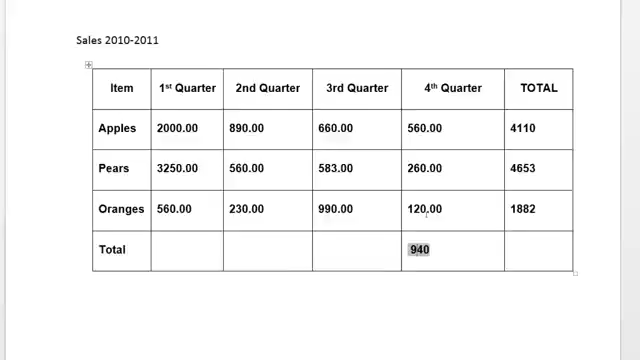 Sales 2010-2011
Item 1st Quarter 2nd Quarter 3rd Quarter 4th Quarter TOTAL
Apples 2000.00 890.00 660.00 560.00 4110
Pears 3250.00 560.00 583.00 260.00 4653
Oranges 560.00 230.00 990.00 120.00 1882
Total 940